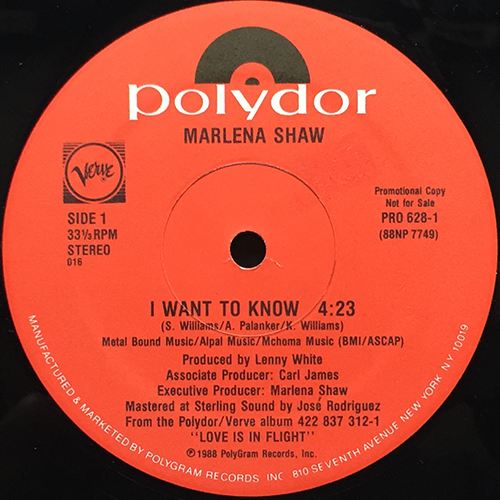 polydor
MARLENA SHAW
Verve
SIDE 1
33⅓ RPM
STEREO
016
Promotional Copy
Not for Sale
PRO 628-1
(88NP 7749)
I WANT TO KNOW 4:23
(S. Williams/A. Palanker/K. Williams)
Metal Bound Music/Alpal Music/Mchoma Music (BMI/ASCAP)
Produced by Lenny White
Associate Producer: Carl James
Executive Producer: Marlena Shaw
Mastered at Sterling Sound by José Rodriguez
From the Polydor/Verve album 422 837 312-1
"LOVE IS IN FLIGHT"
℗1988 PolyGram Records, Inc.
MANUFACTURED & MARKETED BY POLYGRAM RECORDS INC 810 SEVENTH AVENUE NEW YORK, N.Y. 10019